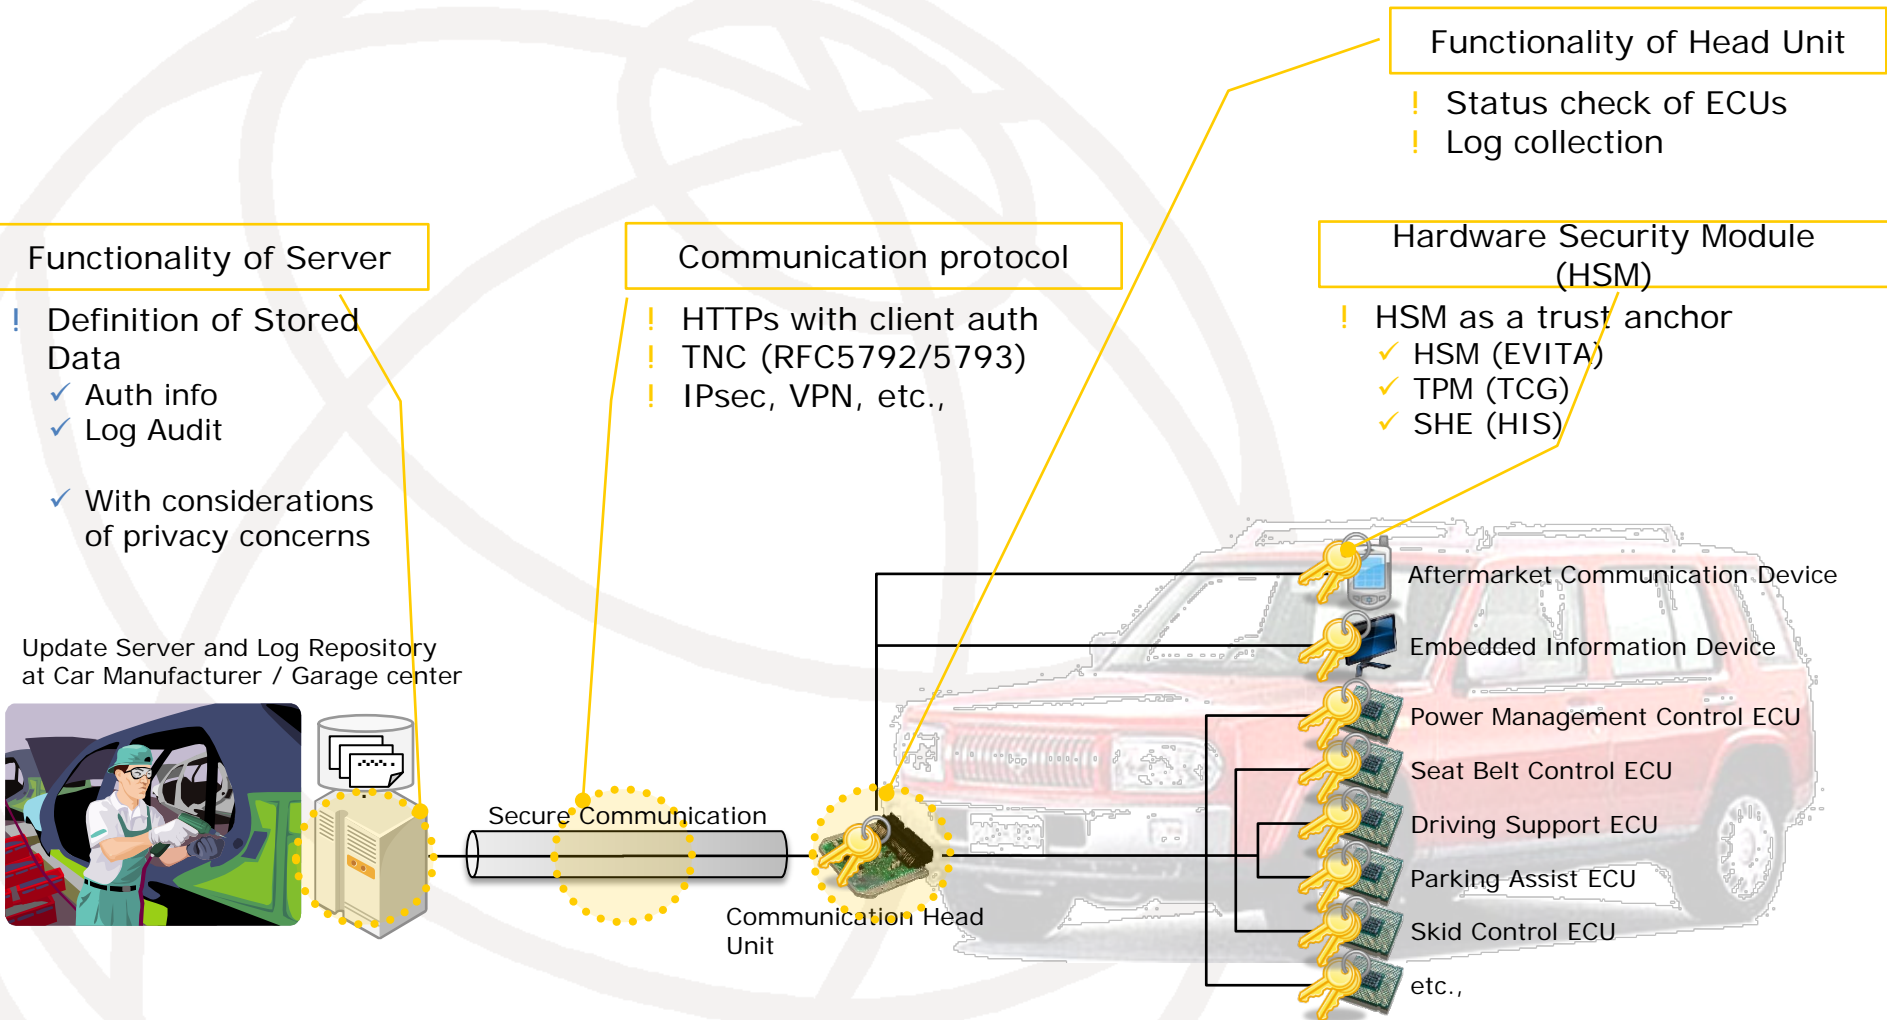 Functionality of Head Unit
! Status check of ECUs
! Log collection
Functionality of Server
! Definition of Stored
Data
✓ Auth info
✓ Log Audit
✓ With considerations
of privacy concerns
Communication protocol
! HTTPs with client auth
! TNC (RFC5792/5793)
! IPsec, VPN, etc.,
Hardware Security Module
(HSM)
! HSM as a trust anchor
✓ HSM (EVITA)
✓ TPM (TCG)
✓ SHE (HIS)
Update Server and Log Repository
at Car Manufacturer / Garage center
Secure Communication
Communication Head
Unit
Aftermarket Communication Device
Embedded Information Device
Power Management Control ECU
Seat Belt Control ECU
Driving Support ECU
Parking Assist ECU
Skid Control ECU
etc.,